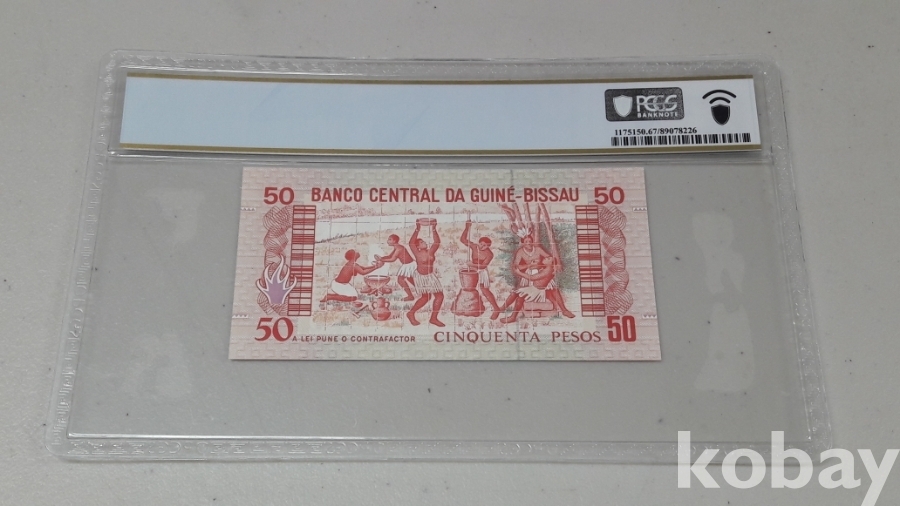 PCGS
BANKNOTE
1175150.67/89078226
50 BANCO CENTRAL DA GUINÉ-BISSAU 50
50 A LEI PUNE O CONTRAFACTOR CINQUENTA PESOS 50
kobay